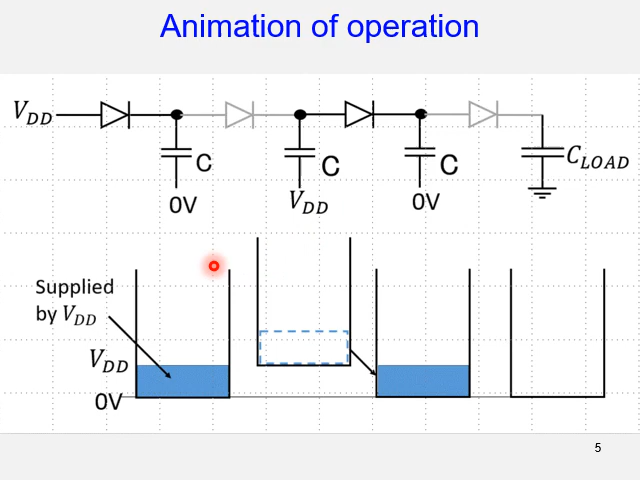 Animation of operation
V_DD
C
C
C
C_LOAD
0V
V_DD
0V
Supplied
by V_DD
V_DD
0V
5